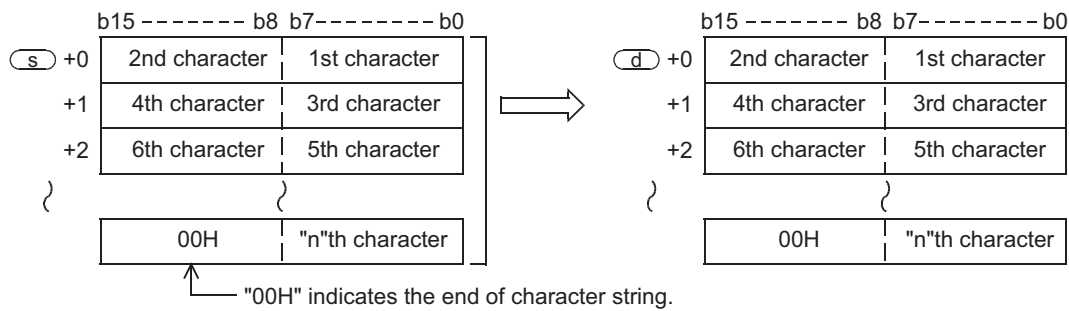 b15 ------- b8 b7-------- b0 b15 ------- b8 b7-------- b0
s +0 2nd character 1st character d +0 2nd character 1st character
+1 4th character 3rd character +1 4th character 3rd character
+2 6th character 5th character +2 6th character 5th character
00H "n"th character 00H "n"th character
"00H" indicates the end of character string.